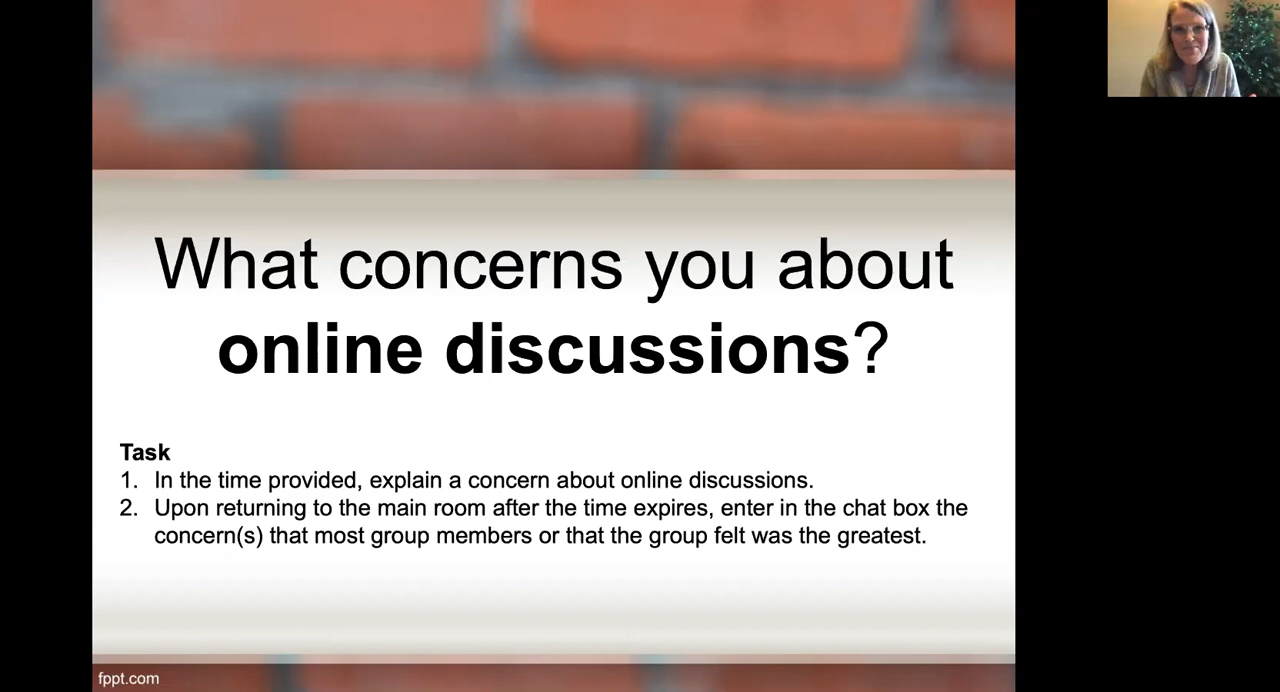 What concerns you about
online discussions?
Task
1. In the time provided, explain a concern about online discussions.
2. Upon returning to the main room after the time expires, enter in the chat box the
concern(s) that most group members or that the group felt was the greatest.
fppt.com